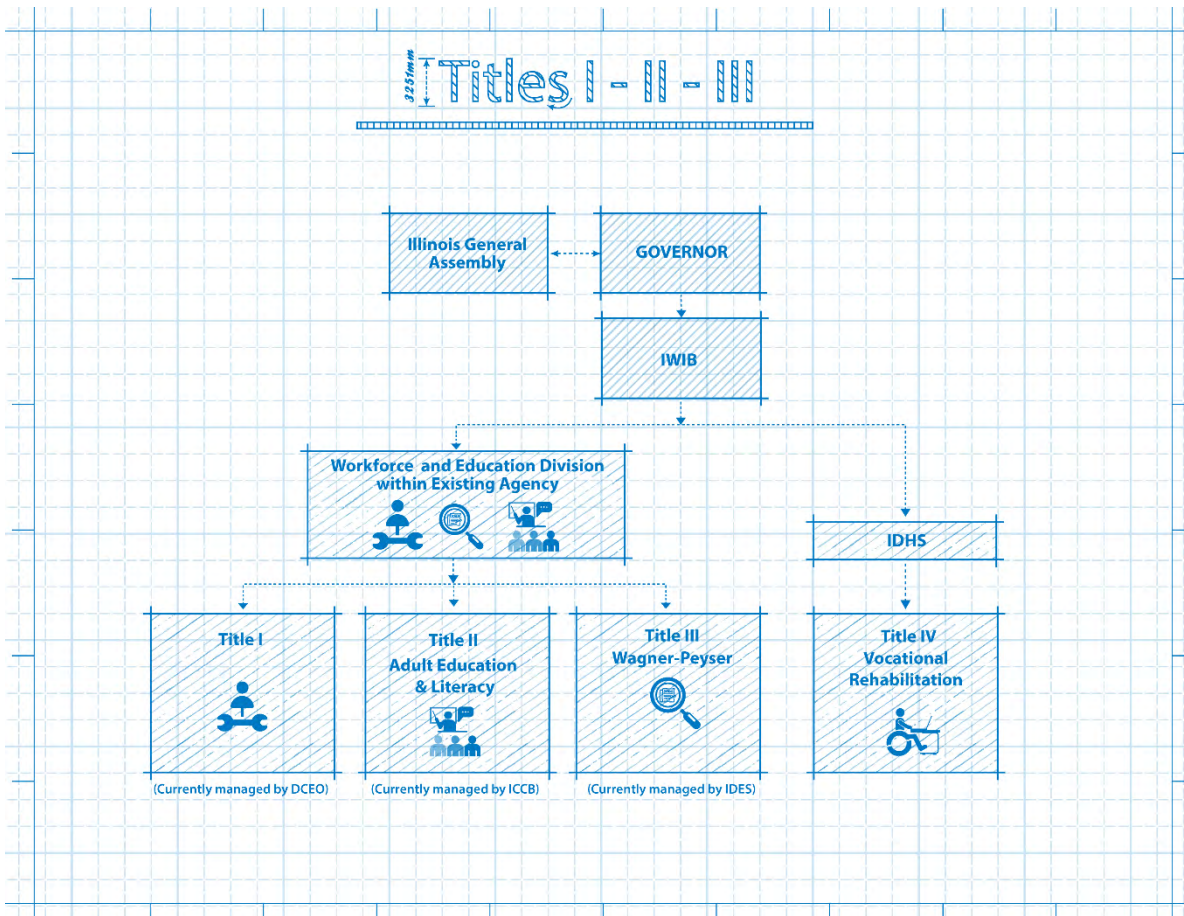 3251mm
Titles I - II - III
Illinois General
Assembly
GOVERNOR
IWIB
Workforce and Education Division
within Existing Agency
IDHS
Title I
Title II
Adult Education
& Literacy
Title III
Wagner-Peyser
Title IV
Vocational
Rehabilitation
(Currently managed by DCEO)
(Currently managed by ICCB)
(Currently managed by IDES)